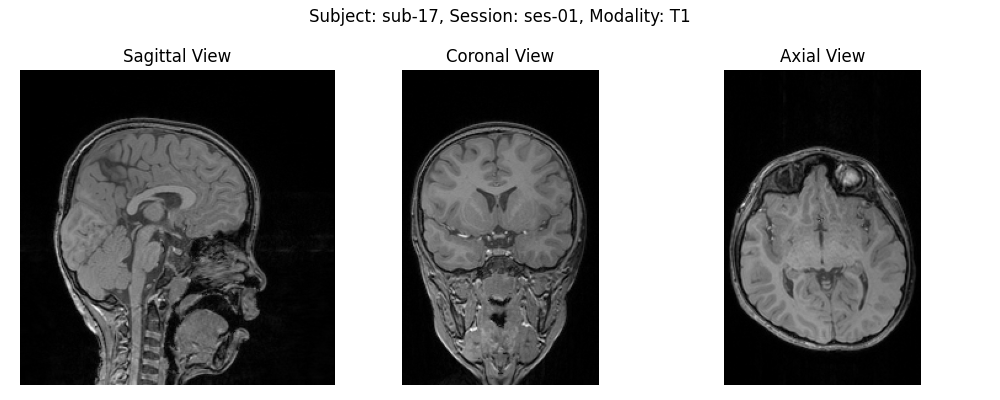 Subject: sub-17, Session: ses-01, Modality: T1
Sagittal View
Coronal View
Axial View